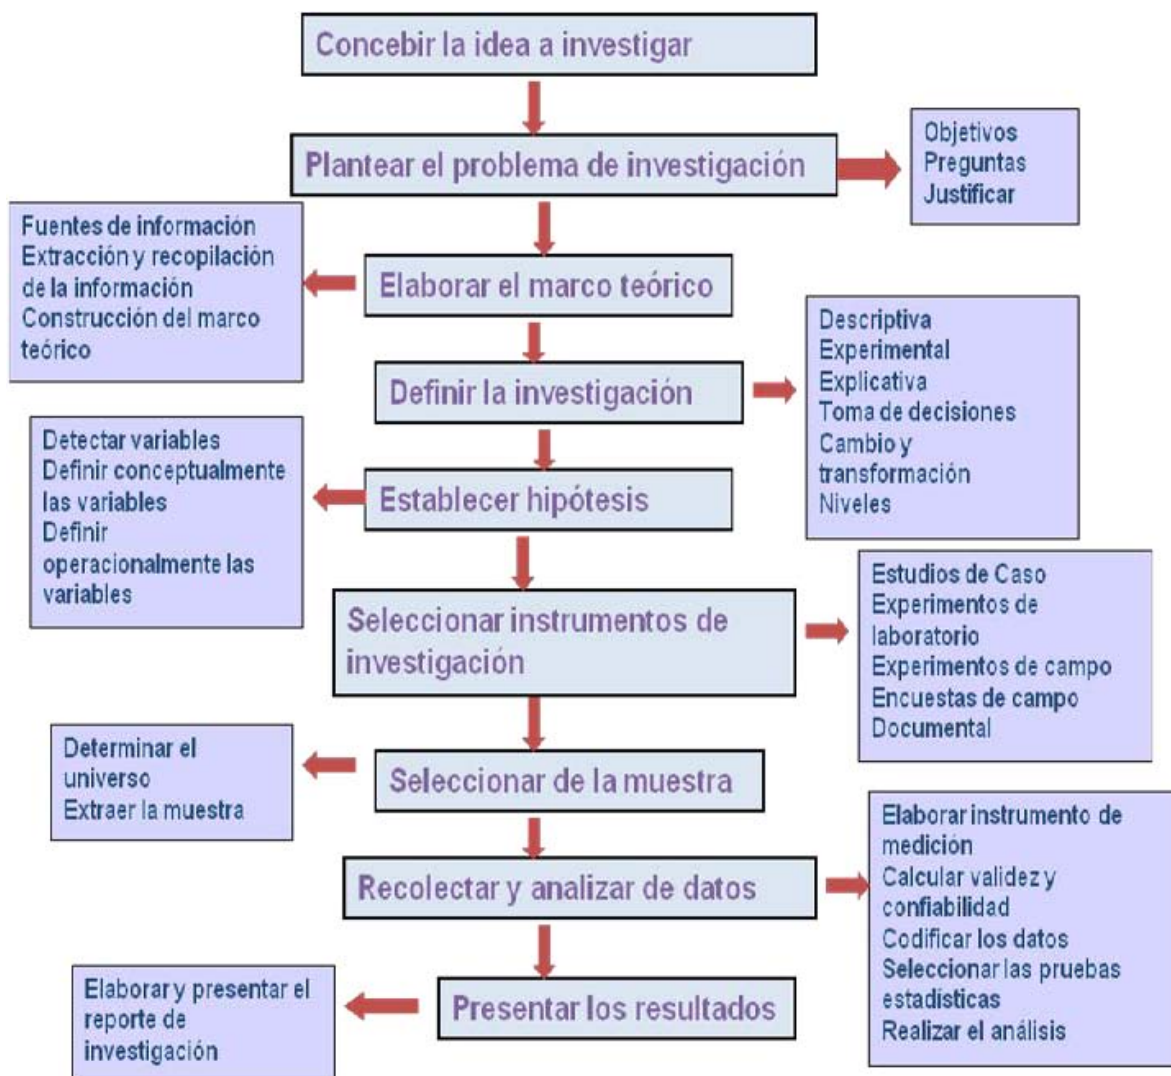 Concebir la idea a investigar
Plantear el problema de investigación
Objetivos
Preguntas
Justificar
Fuentes de información
Extracción y recopilación
de la información
Construcción del marco
teórico
Elaborar el marco teórico
Definir la investigación
Descriptiva
Experimental
Explicativa
Toma de decisiones
Cambio y
transformación
Niveles
Detectar variables
Definir conceptualmente
las variables
Definir
operacionalmente las
variables
Establecer hipótesis
Seleccionar instrumentos de
investigación
Estudios de Caso
Experimentos de
laboratorio
Experimentos de campo
Encuestas de campo
Documental
Determinar el
universo
Extraer la muestra
Seleccionar de la muestra
Recolectar y analizar de datos
Elaborar instrumento de
medición
Calcular validez y
confiabilidad
Codificar los datos
Seleccionar las pruebas
estadísticas
Realizar el análisis
Elaborar y presentar el
reporte de
investigación
Presentar los resultados